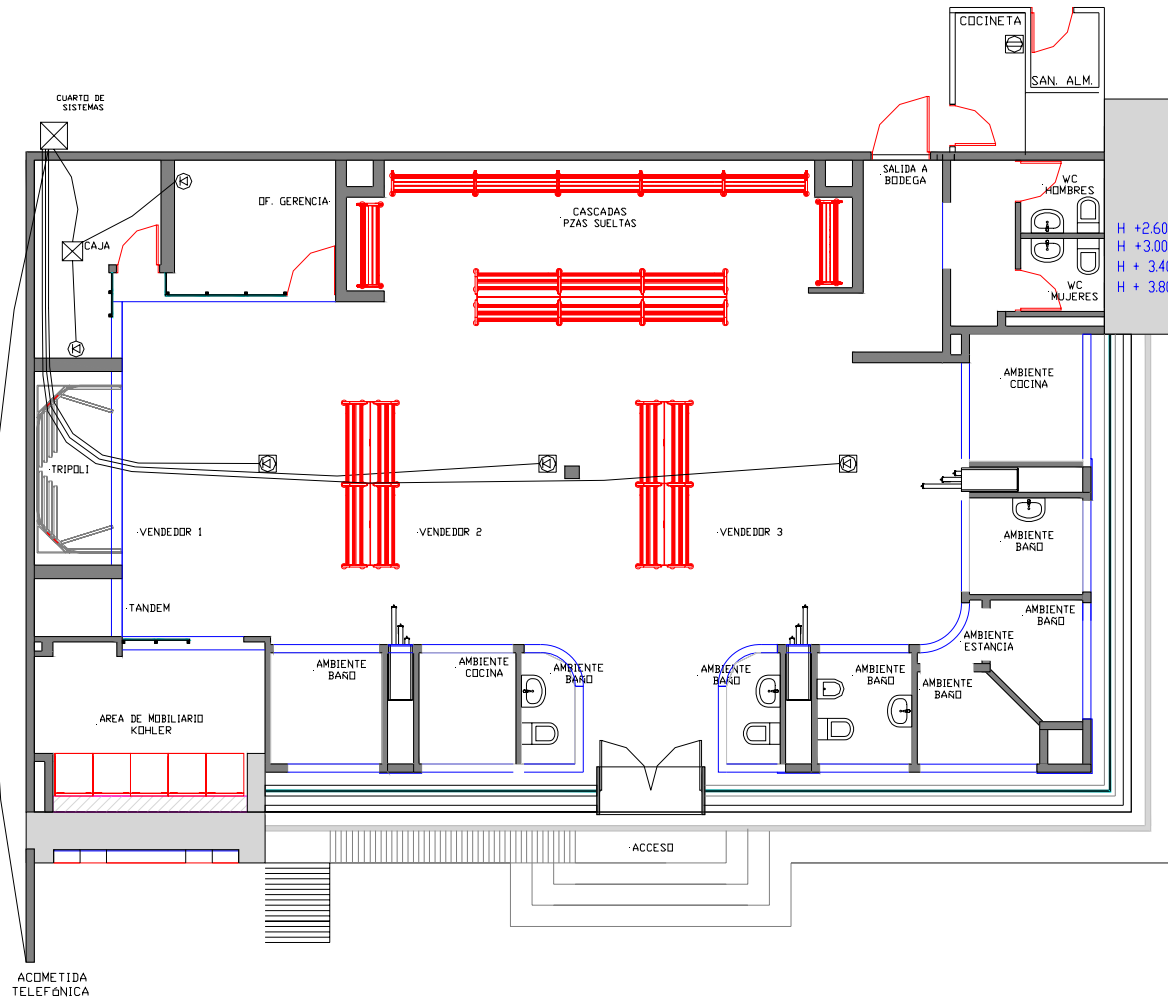 COCINETA
SAN. ALM.
CUARTO DE
SISTEMAS
SALIDA A
BODEGA
WC
HOMBRES
OF. GERENCIA
CASCADAS
PZAS SUELTAS
CAJA
H +2.60
H +3.00
H + 3.40
H + 3.80
WC
MUJERES
AMBIENTE
COCINA
TRIPOLI
VENDEDOR 1
VENDEDOR 2
VENDEDOR 3
AMBIENTE
BAÑO
TANDEM
AMBIENTE
BAÑO
AMBIENTE
ESTANCIA
AMBIENTE
BAÑO
AMBIENTE
COCINA
AMBIENTE
BAÑO
AMBIENTE
BAÑO
AMBIENTE
BAÑO
AMBIENTE
BAÑO
AREA DE MOBILIARIO
KOHLER
ACCESO
ACOMETIDA
TELEFóNICA